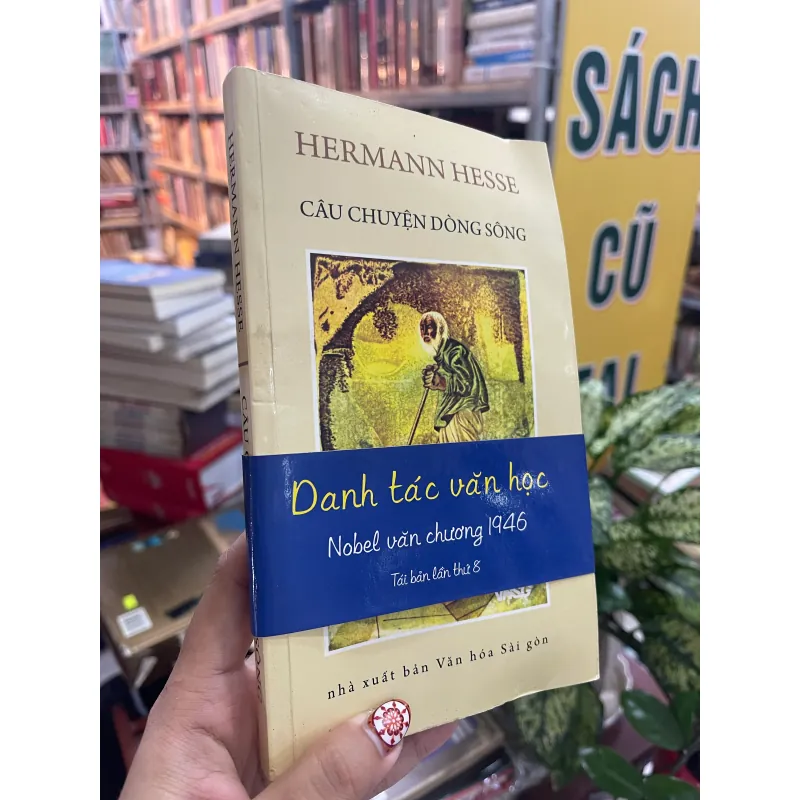 HERMANN HESSE
CÂU CHUYỆN DÒNG SÔNG
Danh tác văn học
Nobel văn chương 1946
Tái bản lần thứ 8
nhà xuất bản Văn hóa Sài gòn
HERMANN HESSE
SÁCH
CŨ